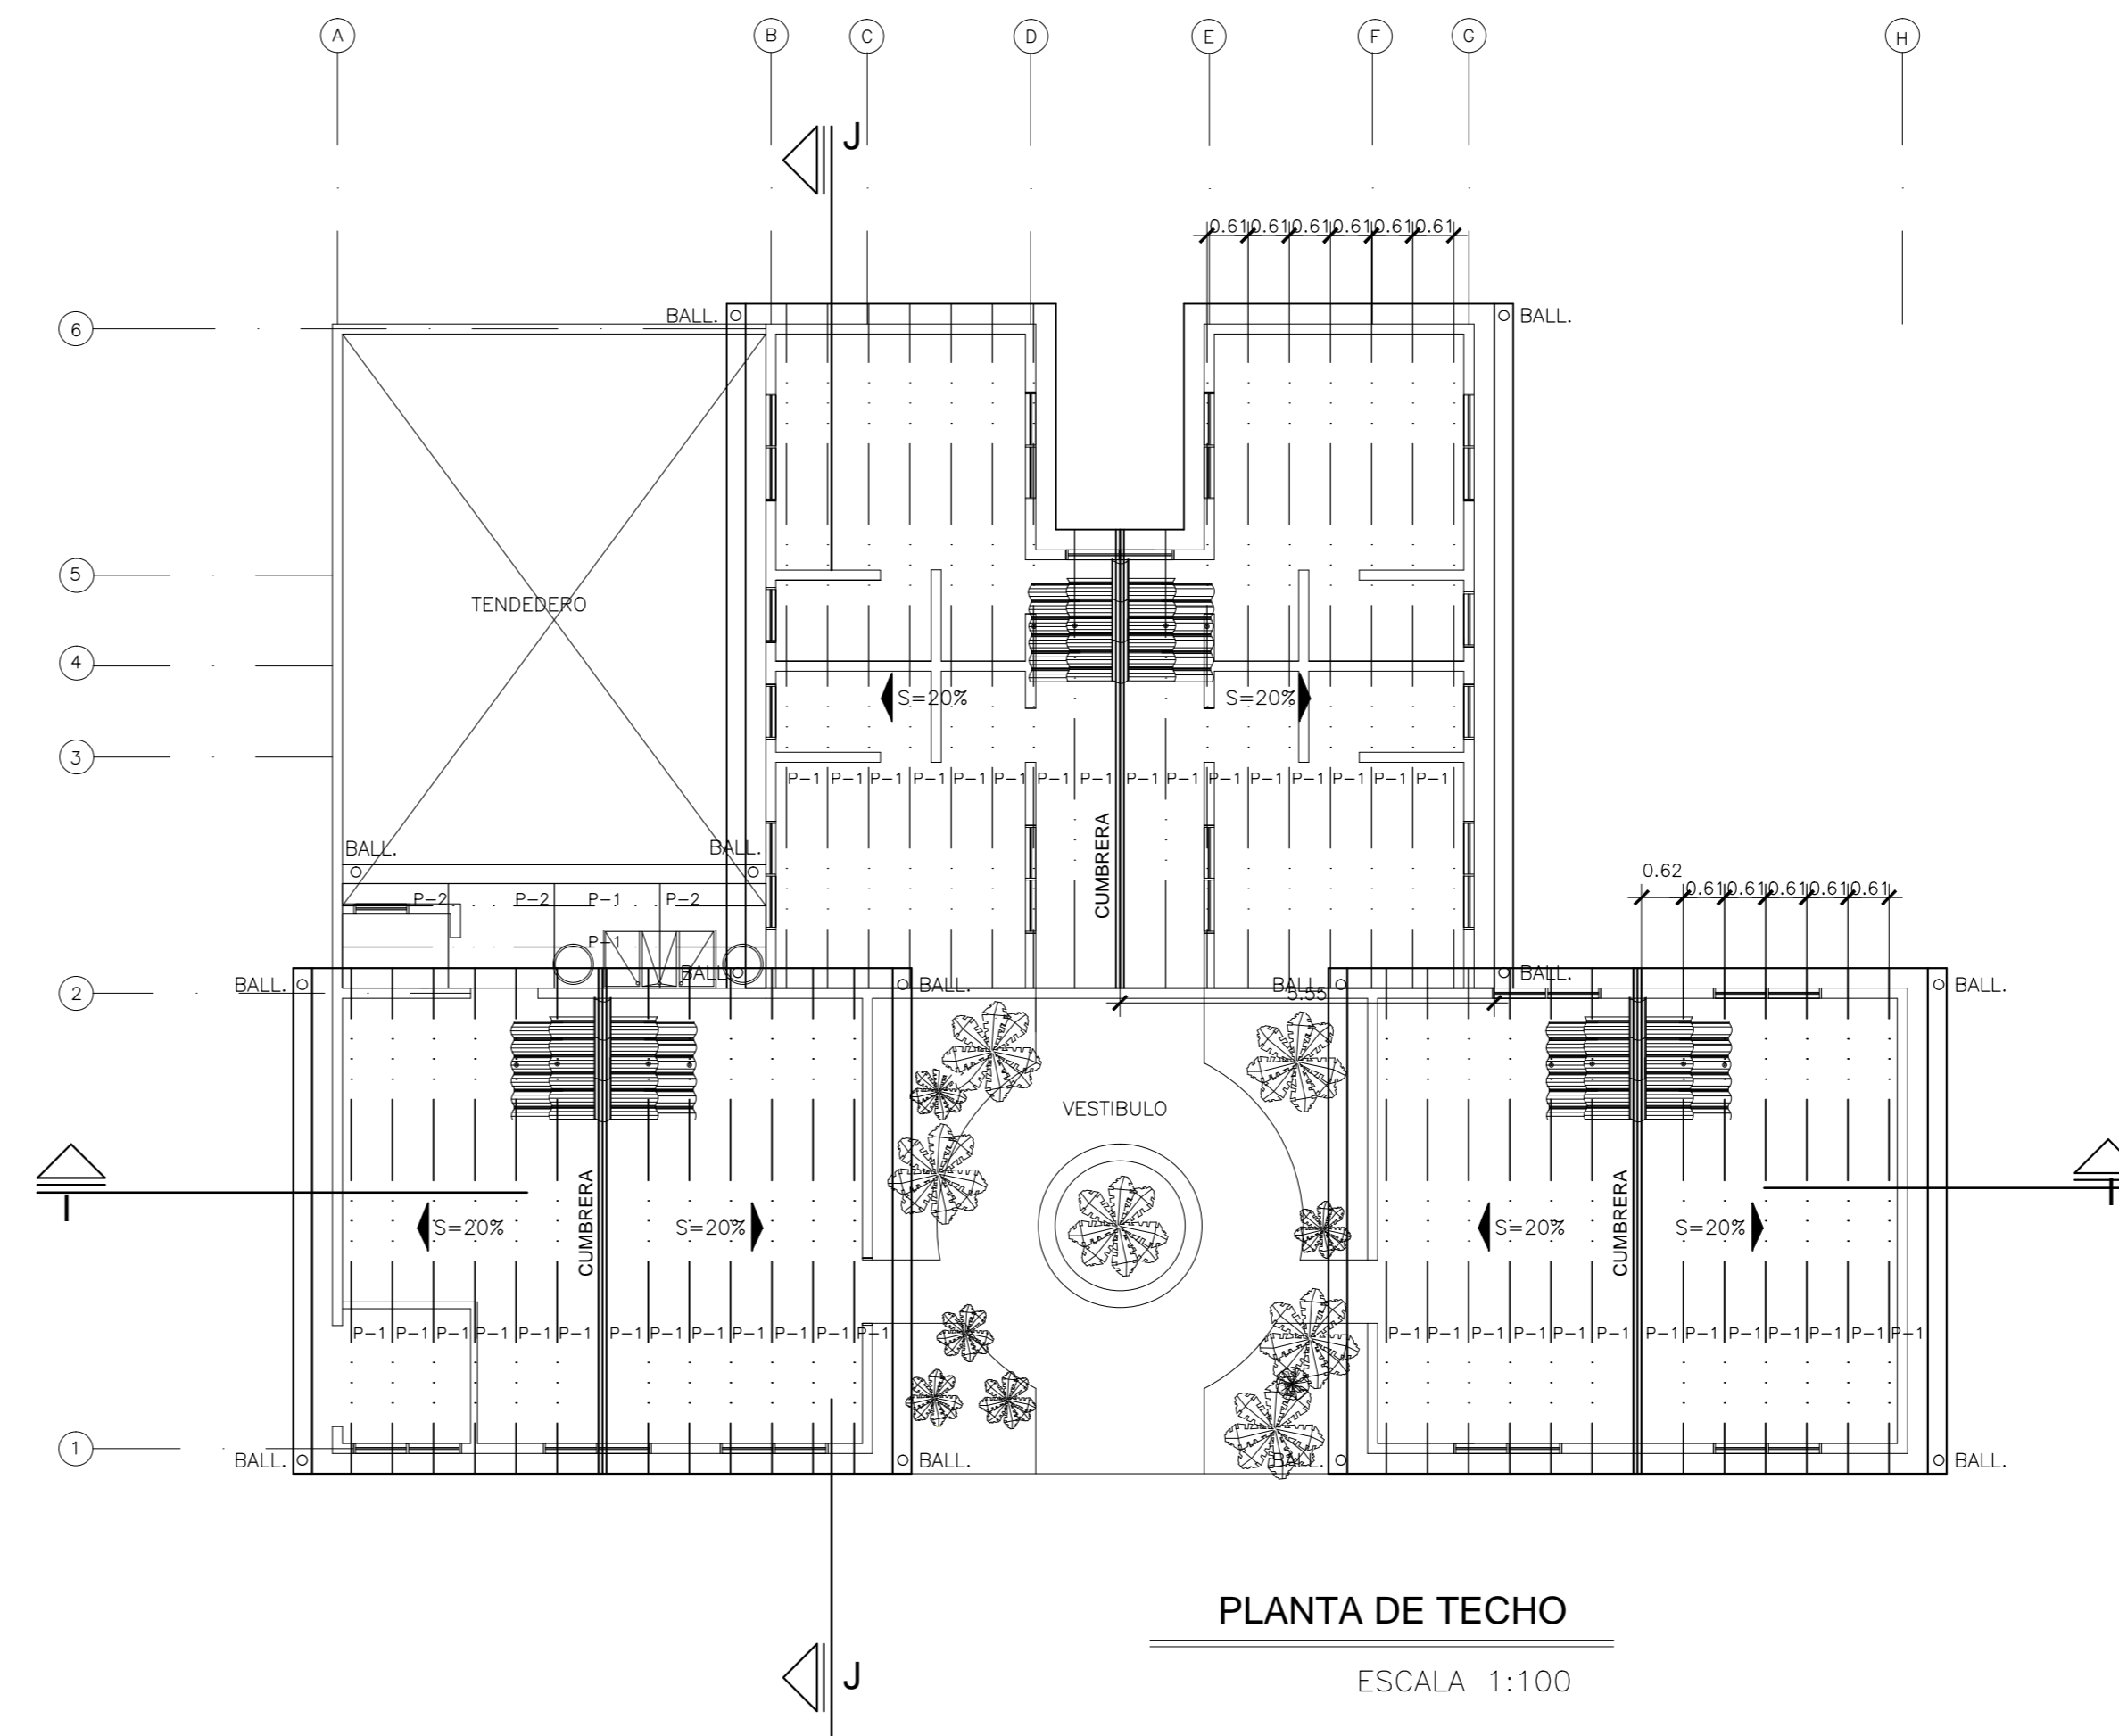 A B C D E F G H
J
0.61 0.61 0.61 0.61 0.61 0.61
BALL. BALL.
6
5
TENDEDERO
4
S=20% S=20%
3
P-1 P-1 P-1 P-1 P-1 P-1 P-1 P-1 P-1 P-1 P-1 P-1 P-1 P-1 P-1 P-1
CUMBRERA
BALL. BALL.
0.62
0.61 0.61 0.61 0.61 0.61
P-2 P-2 P-1 P-2
P-1
BALL. BALL. BALL. BALL. BALL. BALL.
2
5.55
VESTIBULO
I I
CUMBRERA CUMBRERA
S=20% S=20% S=20% S=20%
P-1 P-1 P-1 P-1 P-1 P-1 P-1 P-1 P-1 P-1 P-1 P-1 P-1
P-1 P-1 P-1 P-1 P-1 P-1 P-1 P-1 P-1 P-1 P-1 P-1 P-1
1
BALL. BALL. BALL. BALL.
PLANTA DE TECHO
J
ESCALA 1:100